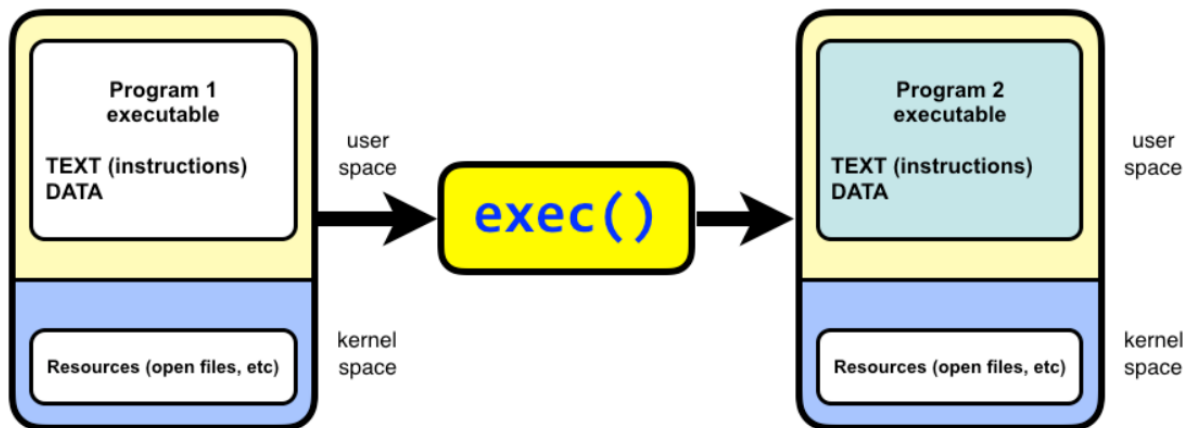 Program 1
executable
TEXT (instructions)
DATA
user
space
Resources (open files, etc)
kernel
space
exec()
Program 2
executable
TEXT (instructions)
DATA
user
space
Resources (open files, etc)
kernel
space